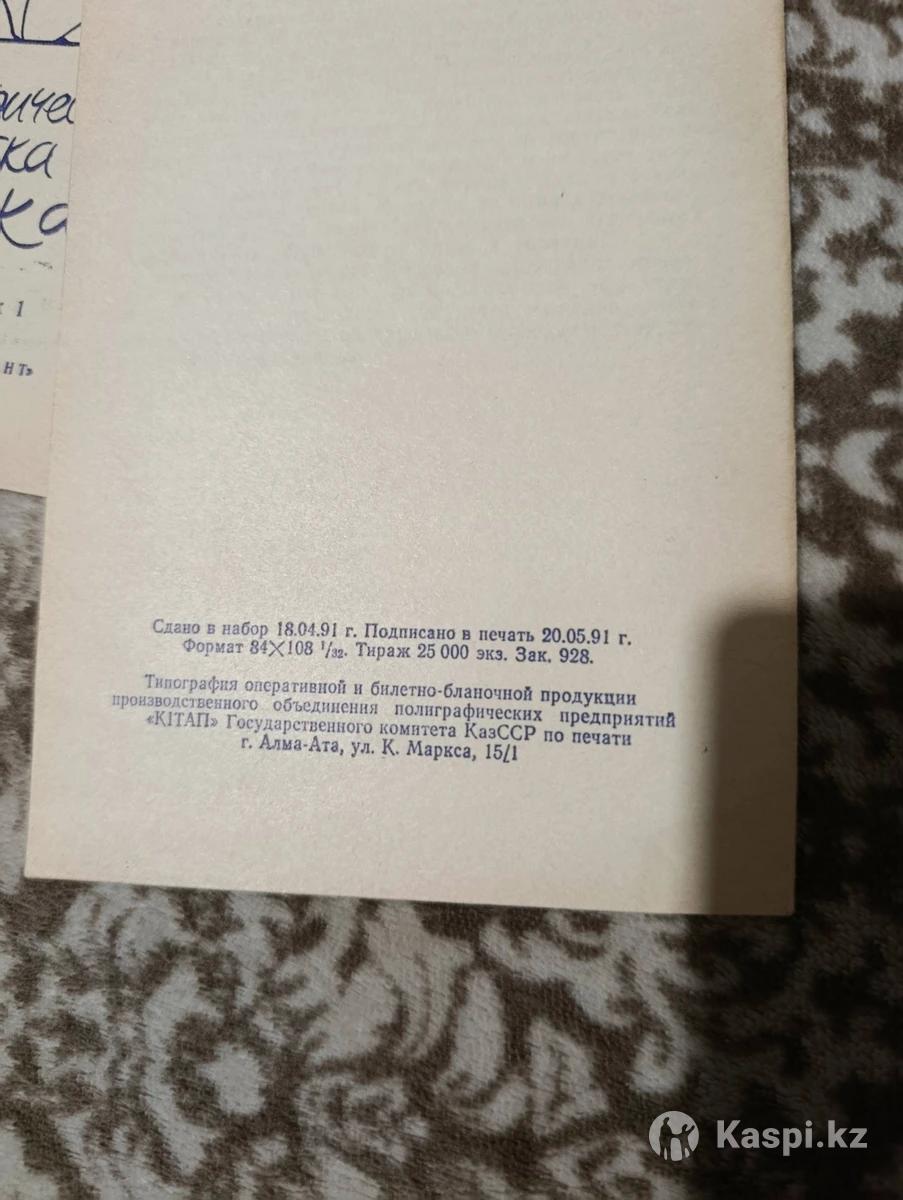 ка
к 1
НТ»
Сдано в набор 18.04.91 г. Подписано в печать 20.05.91 г.
Формат 84×108 1/32. Тираж 25 000 экз. Зак. 928.
Типография оперативной и билетно-бланочной продукции
производственного объединения полиграфических предприятий
«КІТАП» Государственного комитета КазССР по печати
г. Алма-Ата, ул. К. Маркса, 15/1
Kaspi.kz